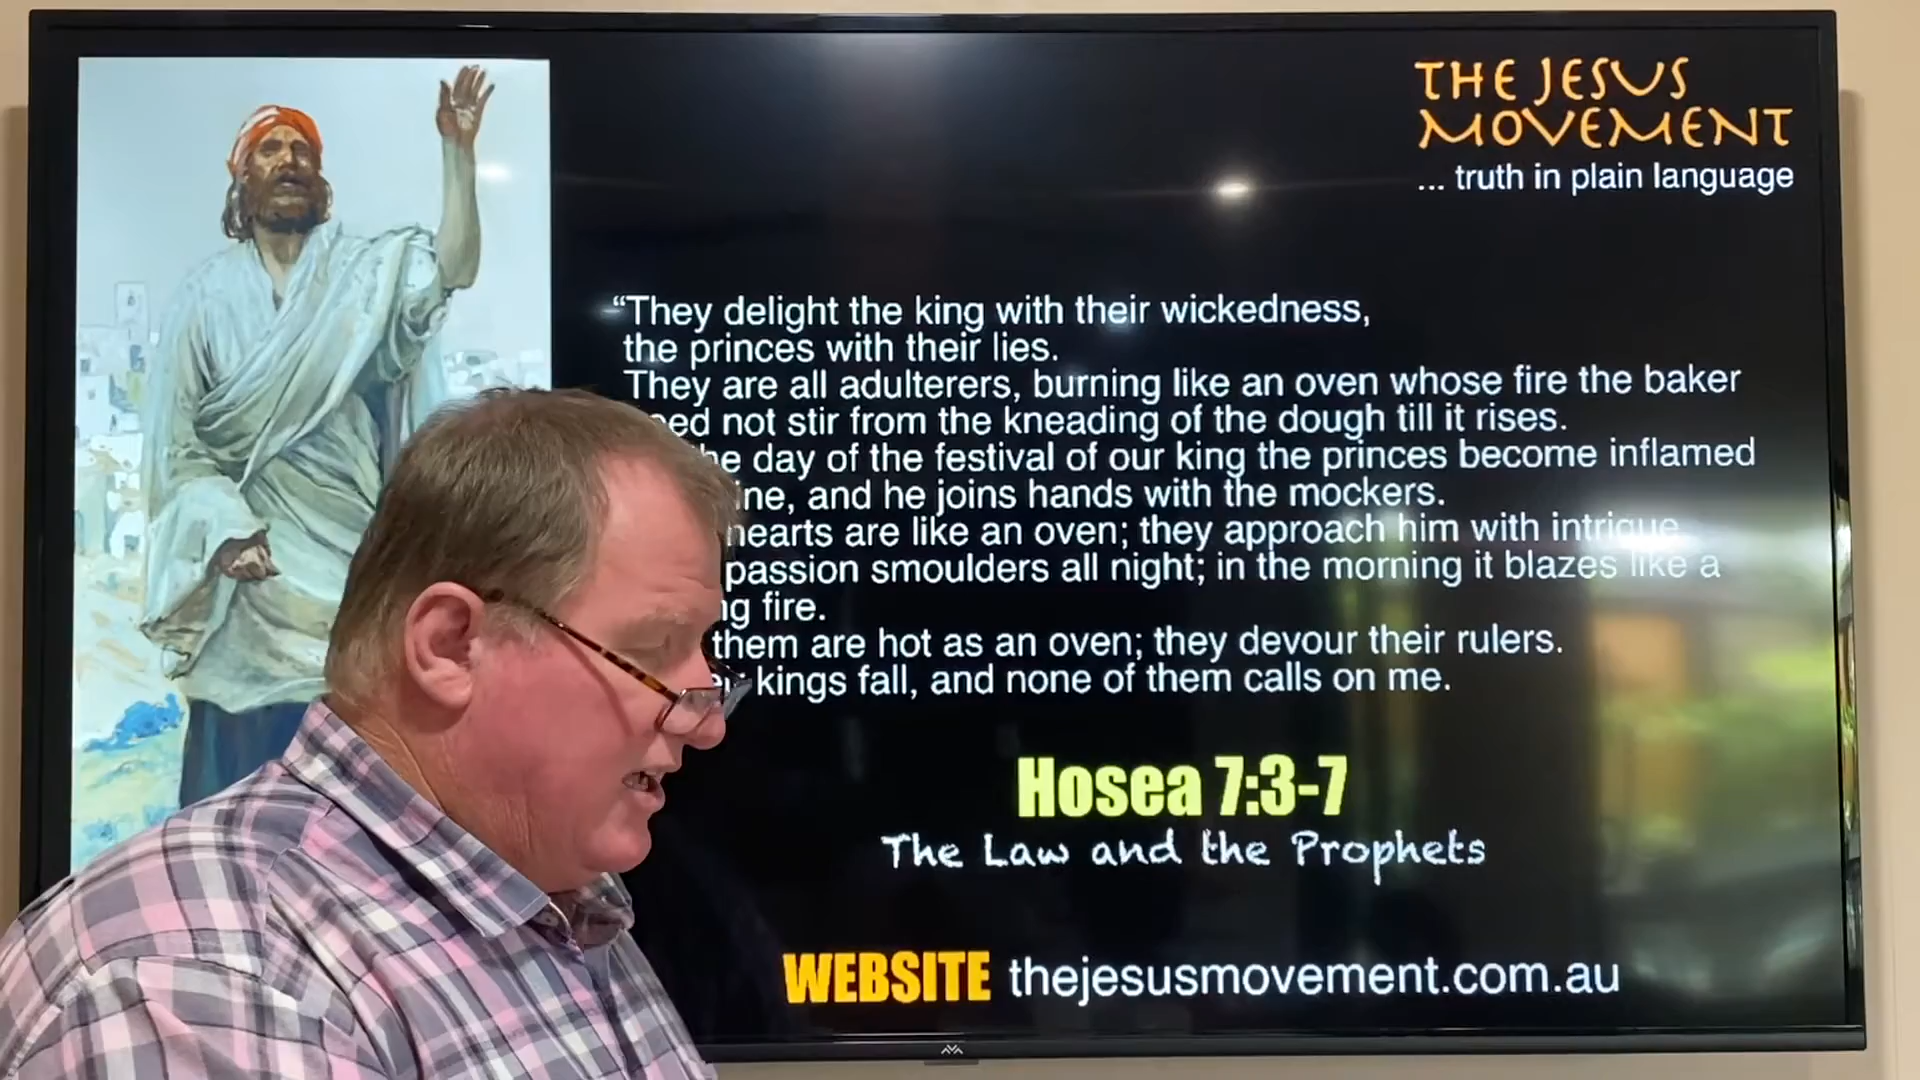 THE JESUS
MOVEMENT
... truth in plain language
“They delight the king with their wickedness,
the princes with their lies.
They are all adulterers, burning like an oven whose fire the baker
not stir from the kneading of the dough till it rises.
day of the festival of our king the princes become inflamed
and he joins hands with the mockers.
hearts are like an oven; they approach him with intrigue
passion smoulders all night; in the morning it blazes like a
fire.
them are hot as an oven; they devour their rulers.
kings fall, and none of them calls on me.
Hosea 7:3-7
The Law and the Prophets
WEBSITE thejesusmovement.com.au